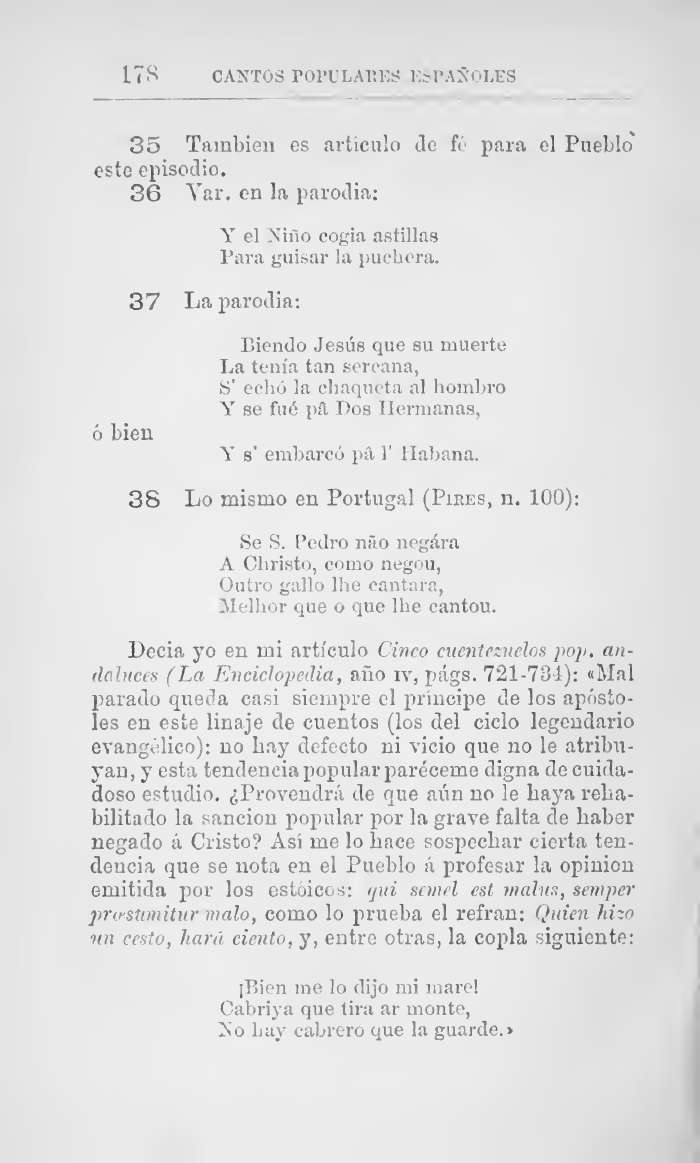 178 CANTOS POPULARES ESPAÑOLES
35 Tambien es artículo de fé para el Pueblo
este episodio.
36 Var. en la parodia:
Y el Niño cogia astillas
Para guisar la puchera.
37 La parodia:
Biendo Jesús que su muerte
La tenía tan sercana,
S' echó la chaqueta al hombro
Y se fué pâ Dos Hermanas,
ó bien
Y s' embarcó pâ l' Habana.
38 Lo mismo en Portugal (PIRES, n. 100):
Se S. Pedro não negára
A Christo, como negou,
Outro gallo lhe cantara,
Melhor que o que lhe cantou.
Decia yo en mi artículo Cinco cuentezuelos pop. an-
daluces (La Enciclopedia, año IV, págs. 721-734): «Mal
parado queda casi siempre el príncipe de los apósto-
les en este linaje de cuentos (los del ciclo legendario
evangélico): no hay defecto ni vicio que no le atribu-
yan, y esta tendencia popular paréceme digna de cuida-
doso estudio. ¿Provendrá de que aún no le haya reha-
bilitado la sancion popular por la grave falta de haber
negado á Cristo? Así me lo hace sospechar cierta ten-
dencia que se nota en el Pueblo á profesar la opinion
emitida por los estóicos: qui semel est malus, semper
præsumitur malo, como lo prueba el refran: Quien hizo
un cesto, hará ciento, y, entre otras, la copla siguiente:
¡Bien me lo dijo mi mare!
Cabriya que tira ar monte,
No hay cabrero que la guarde.»